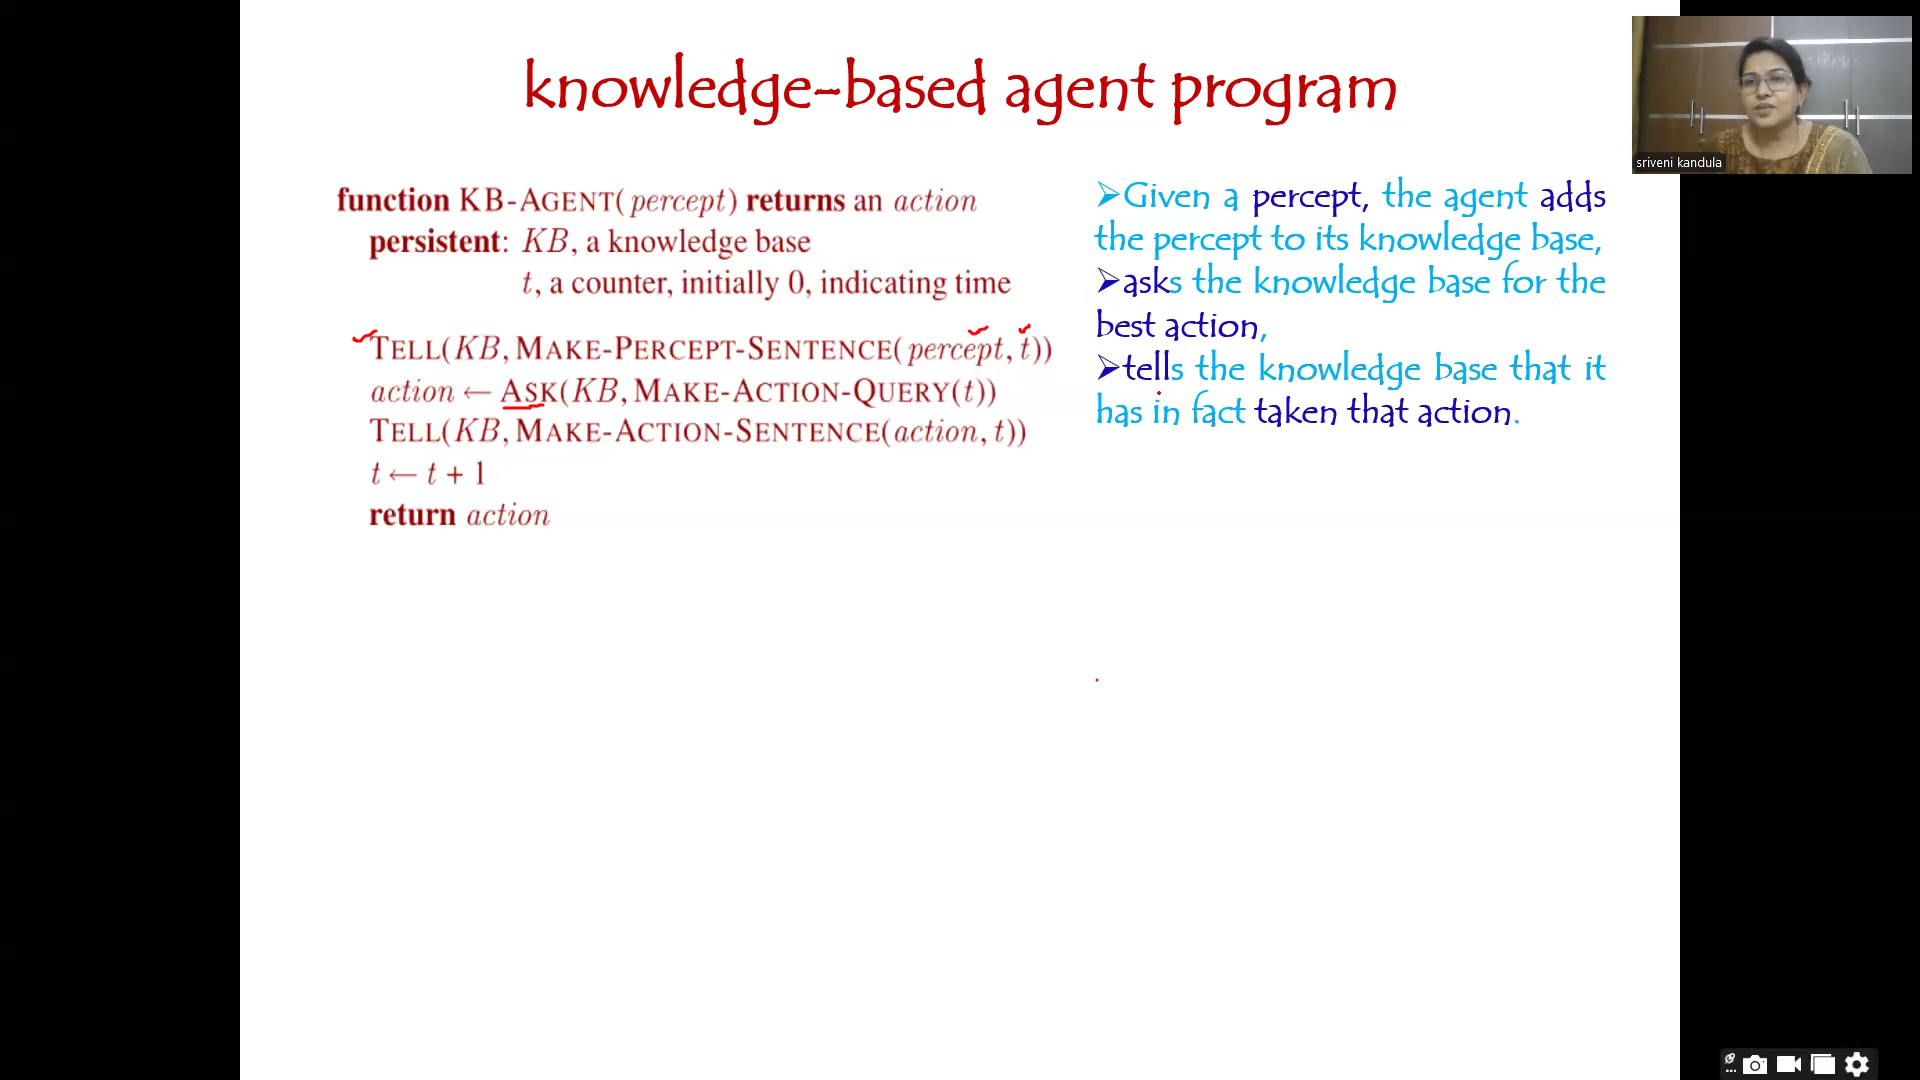 knowledge-based agent program
sriveni kandula
function KB-AGENT(percept) returns an action
persistent: KB, a knowledge base
t, a counter, initially 0, indicating time
TELL(KB, MAKE-PERCEPT-SENTENCE(percept, t))
action ← ASK(KB, MAKE-ACTION-QUERY(t))
TELL(KB, MAKE-ACTION-SENTENCE(action, t))
t ← t + 1
return action
➢Given a percept, the agent adds
the percept to its knowledge base,
➢asks the knowledge base for the
best action,
➢tells the knowledge base that it
has in fact taken that action.